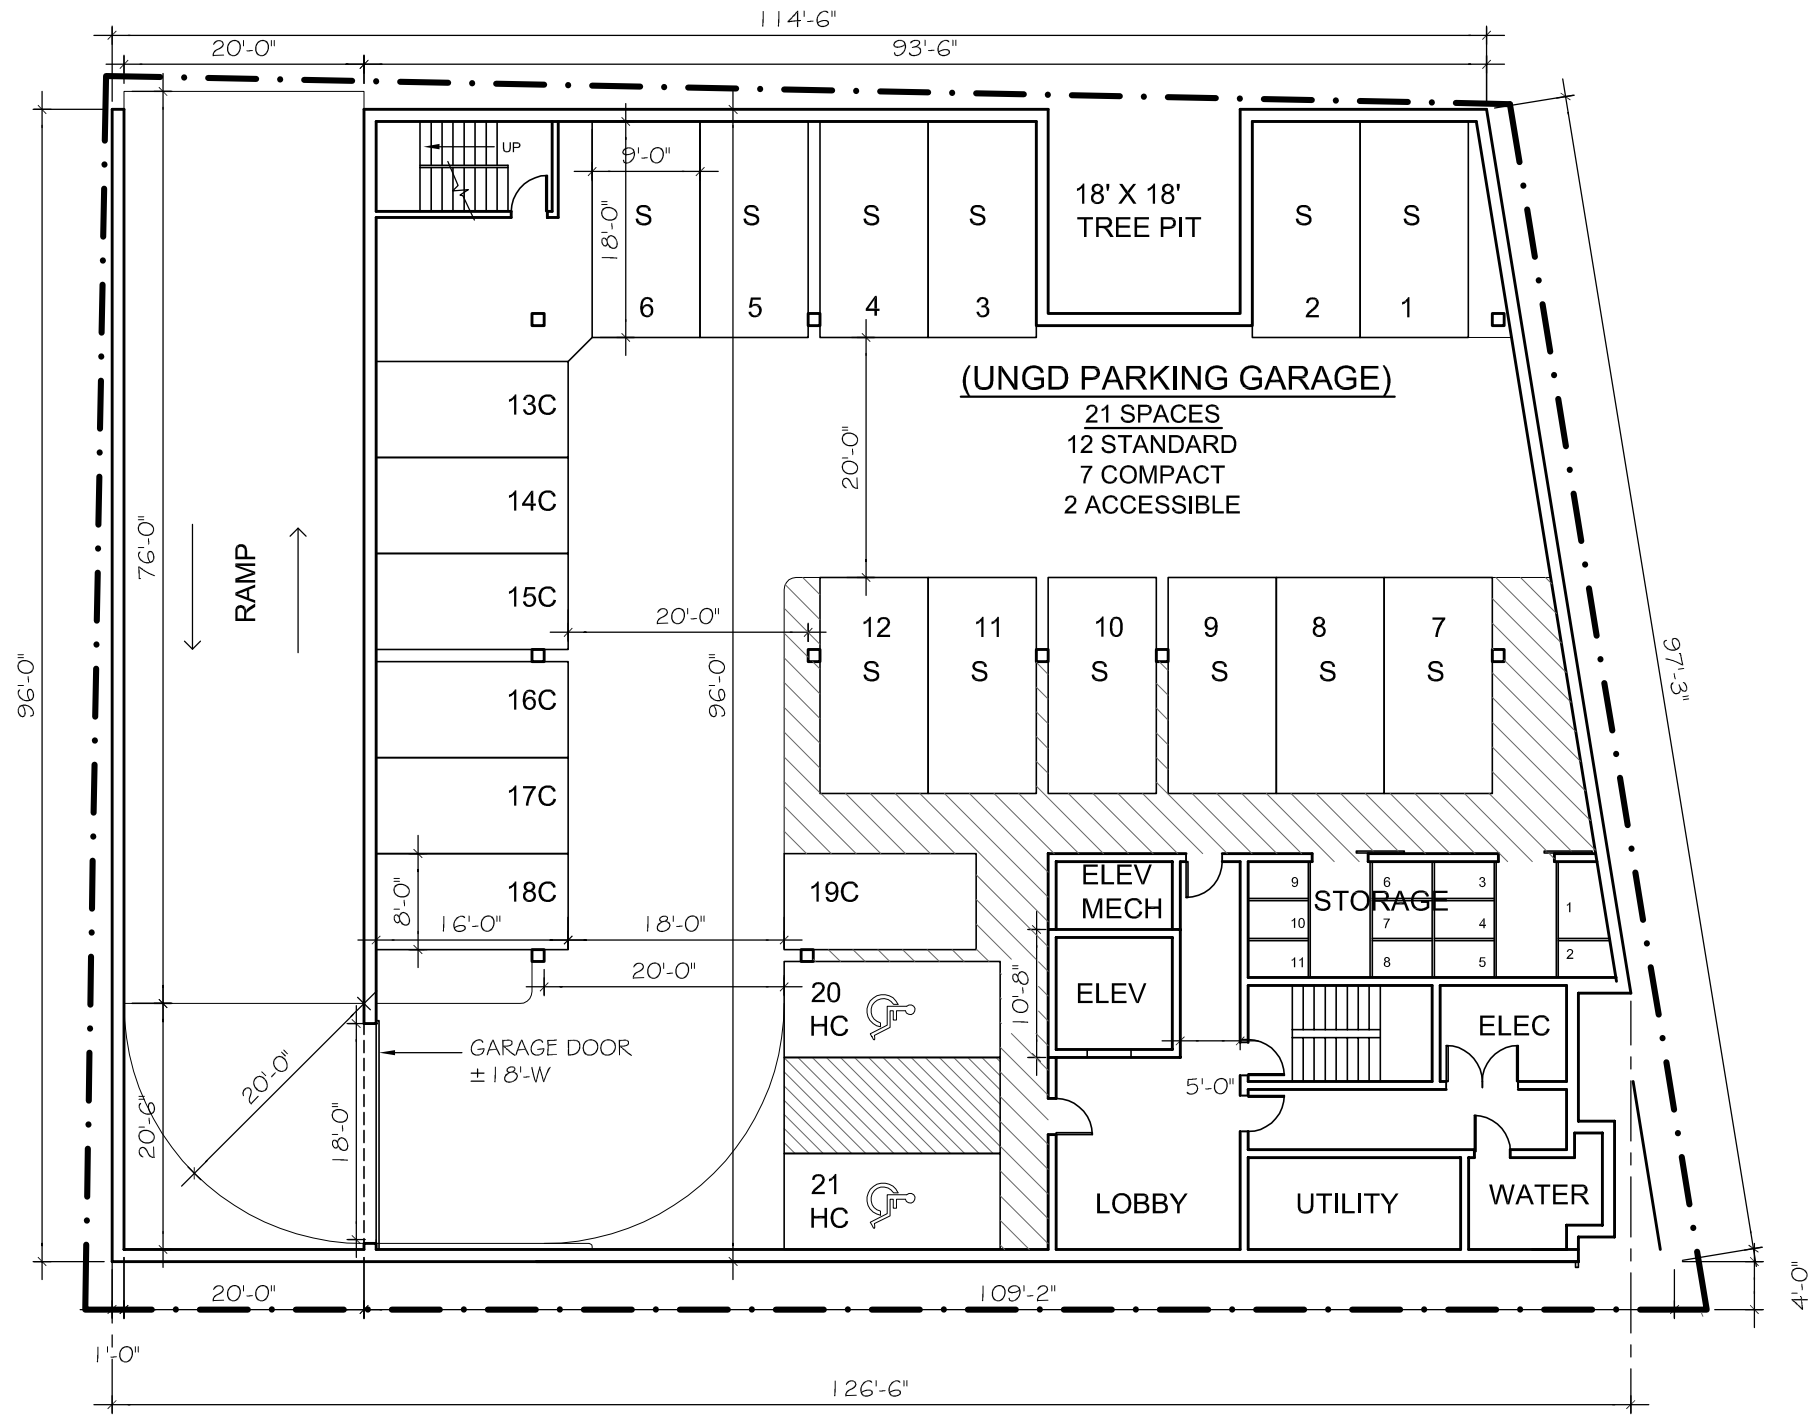 114'-6"
20'-0"
93'-6"
UP
9'-0"
18'-0"
S
S
S
S
S
S
6
5
4
3
2
1
18' X 18'
TREE PIT
(UNGD PARKING GARAGE)
21 SPACES
12 STANDARD
7 COMPACT
2 ACCESSIBLE
20'-0"
13C
14C
15C
16C
17C
18C
76'-0"
RAMP
96'-0"
96'-0"
97'-3"
20'-0"
12
11
10
9
8
7
S
S
S
S
S
S
8'-0"
16'-0"
18'-0"
20'-0"
19C
20
HC
21
HC
ELEV
MECH
ELEV
10'-8"
STORAGE
9
10
11
6
7
8
3
4
5
1
2
ELEC
5'-0"
GARAGE DOOR
±18'-W
20'-0"
20'-6"
18'-0"
LOBBY
UTILITY
WATER
20'-0"
109'-2"
4'-0"
1'-0"
126'-6"